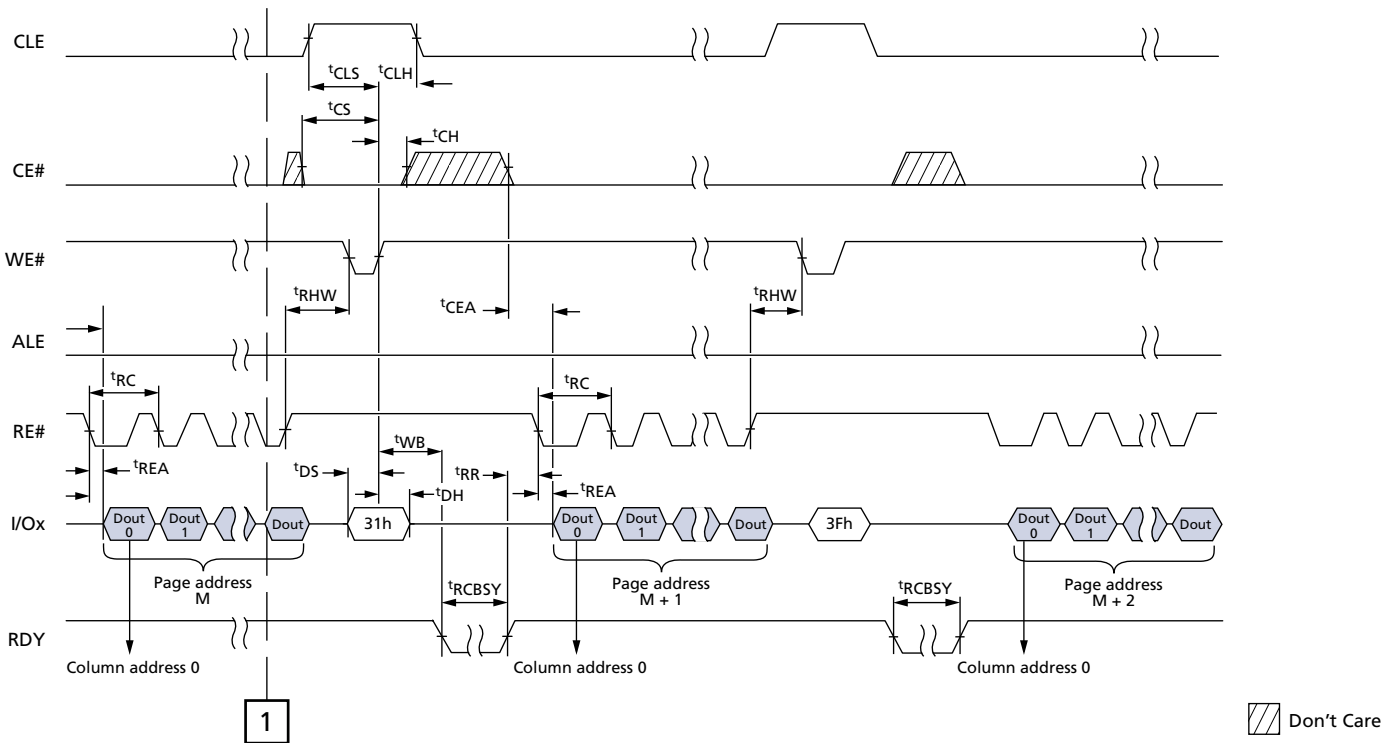 CLE
tCLS
tCLH
tCS
tCH
CE#
WE#
tRHW
tCEA
tRHW
ALE
tRC
tRC
RE#
tWB
tREA
tDS
tRR
tDH
tREA
I/Ox
Dout 0
Dout 1
Dout
31h
Dout 0
Dout 1
Dout
3Fh
Dout 0
Dout 1
Dout
Page address
M
Page address
M + 1
Page address
M + 2
tRCBSY
tRCBSY
RDY
Column address 0
Column address 0
Column address 0
1
Don't Care